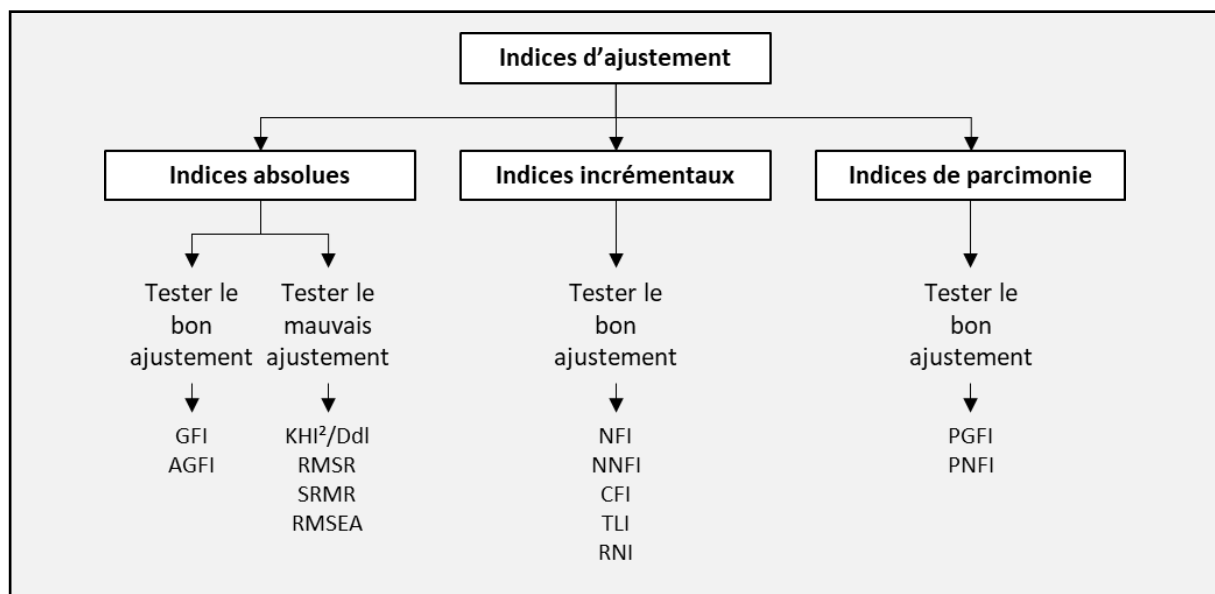 Indices d'ajustement
Indices absolues
Indices incrémentaux
Indices de parcimonie
Tester le
bon
ajustement
Tester le
mauvais
ajustement
Tester le
bon
ajustement
Tester le
bon
ajustement
GFI
AGFI
KHI²/Ddl
RMSR
SRMR
RMSEA
NFI
NNFI
CFI
TLI
RNI
PGFI
PNFI